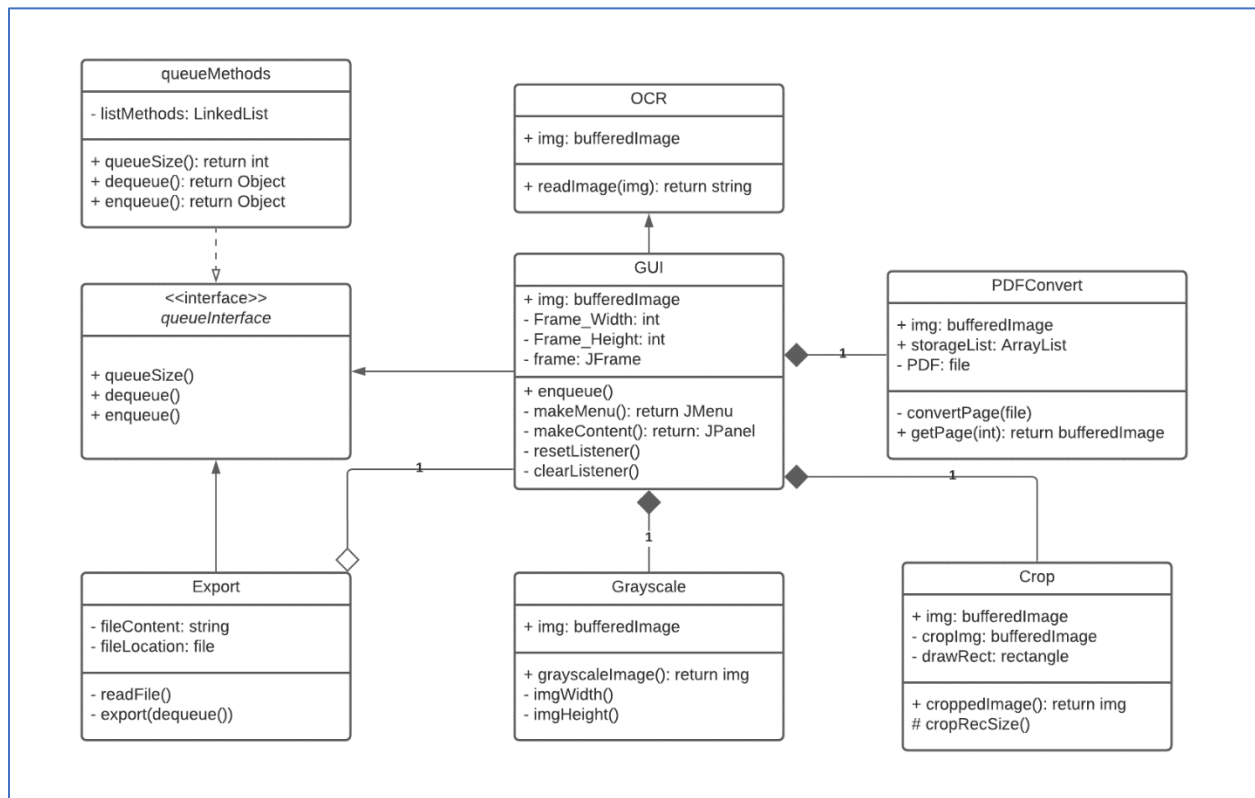 queueMethods
- listMethods: LinkedList
+ queueSize(): return int
+ dequeue(): return Object
+ enqueue(): return Object
<<interface>>
queueInterface
+ queueSize()
+ dequeue()
+ enqueue()
Export
- fileContent: string
- fileLocation: file
- readFile()
- export(dequeue())
1
OCR
+ img: bufferedImage
+ readImage(img): return string
GUI
+ img: bufferedImage
- Frame_Width: int
- Frame_Height: int
- frame: JFrame
+ enqueue()
- makeMenu(): return JMenu
- makeContent(): return: JPanel
- resetListener()
- clearListener()
1
Grayscale
+ img: bufferedImage
+ grayscaleImage(): return img
- imgWidth()
- imgHeight()
1
PDFConvert
+ img: bufferedImage
+ storageList: ArrayList
- PDF: file
- convertPage(file)
+ getPage(int): return bufferedImage
1
Crop
+ img: bufferedImage
- cropImg: bufferedImage
- drawRect: rectangle
+ croppedImage(): return img
# cropRecSize()